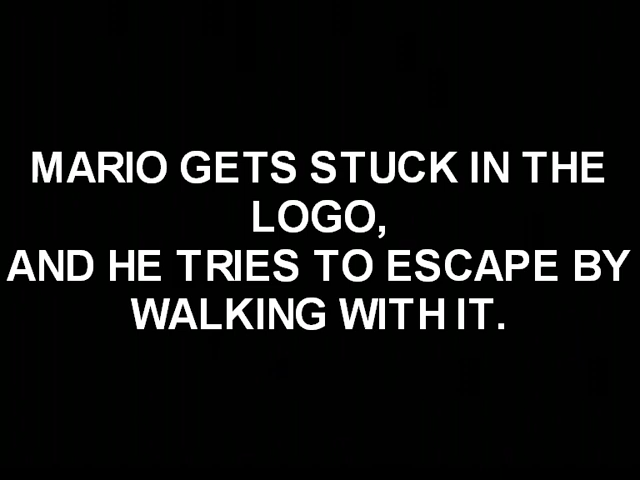 MARIO GETS STUCK IN THE
LOGO,
AND HE TRIES TO ESCAPE BY
WALKING WITH IT.